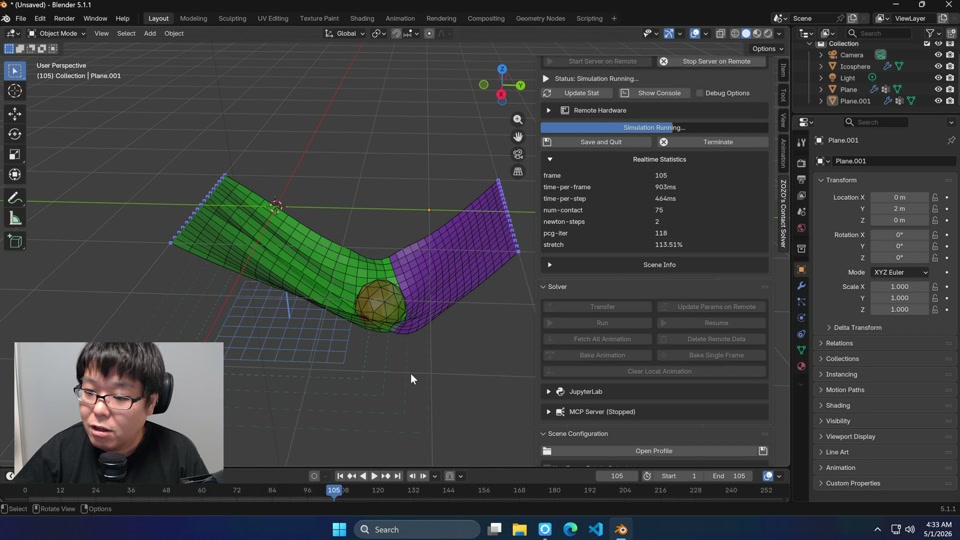 * (Unsaved) - Blender 5.1.1
File Edit Render Window Help Layout Modeling Sculpting UV Editing Texture Paint Shading Animation Rendering Compositing Geometry Nodes Scripting Scene ViewLayer
Object Mode View Select Add Object Global Search
Options
User Perspective
(105) Collection | Plane.001
Z
Y
X
Start Server on Remote Stop Server on Remote
Status: Simulation Running...
Update Stat Show Console Debug Options
Remote Hardware
Simulation Running...
Save and Quit Terminate
Realtime Statistics
frame 105
time-per-frame 903ms
time-per-step 464ms
num-contact 75
newton-steps 2
pcg-iter 118
stretch 113.51%
Scene Info
Solver
Transfer Update Params on Remote
Run Resume
Fetch All Animation Delete Remote Data
Bake Animation Bake Single Frame
Clear Local Animation
JupyterLab
MCP Server (Stopped)
Scene Configuration
Open Profile
Item
Tool
View
Animation
ZOZO's Contact Solver
Collection
Camera
Icosphere
Light
Plane
Plane.001
Search
Plane.001
Plane.001
Transform
Location X 0 m
Y 2 m
Z 0 m
Rotation X 0°
Y 0°
Z 0°
Mode XYZ Euler
Scale X 1.000
Y 1.000
Z 1.000
Delta Transform
Relations
Collections
Instancing
Motion Paths
Shading
Visibility
Viewport Display
Line Art
Animation
Custom Properties
105 Start 1 End 105
0 12 24 36 48 60 72 84 96 105 120 132 144 156 168 180 192 204 216 228 240 252
Select Rotate View Options 5.1.1
Search
4:33 AM
5/1/2026